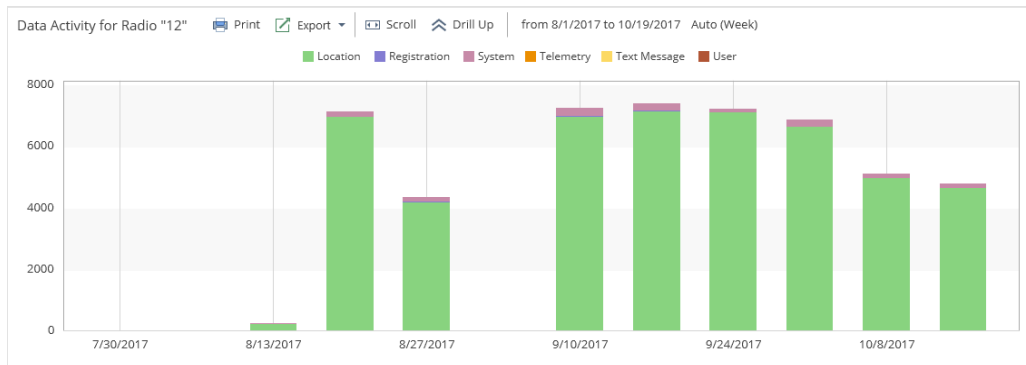 Data Activity for Radio "12" Print Export Scroll Drill Up from 8/1/2017 to 10/19/2017 Auto (Week)
Location Registration System Telemetry Text Message User
8000
6000
4000
2000
0
7/30/2017 8/13/2017 8/27/2017 9/10/2017 9/24/2017 10/8/2017